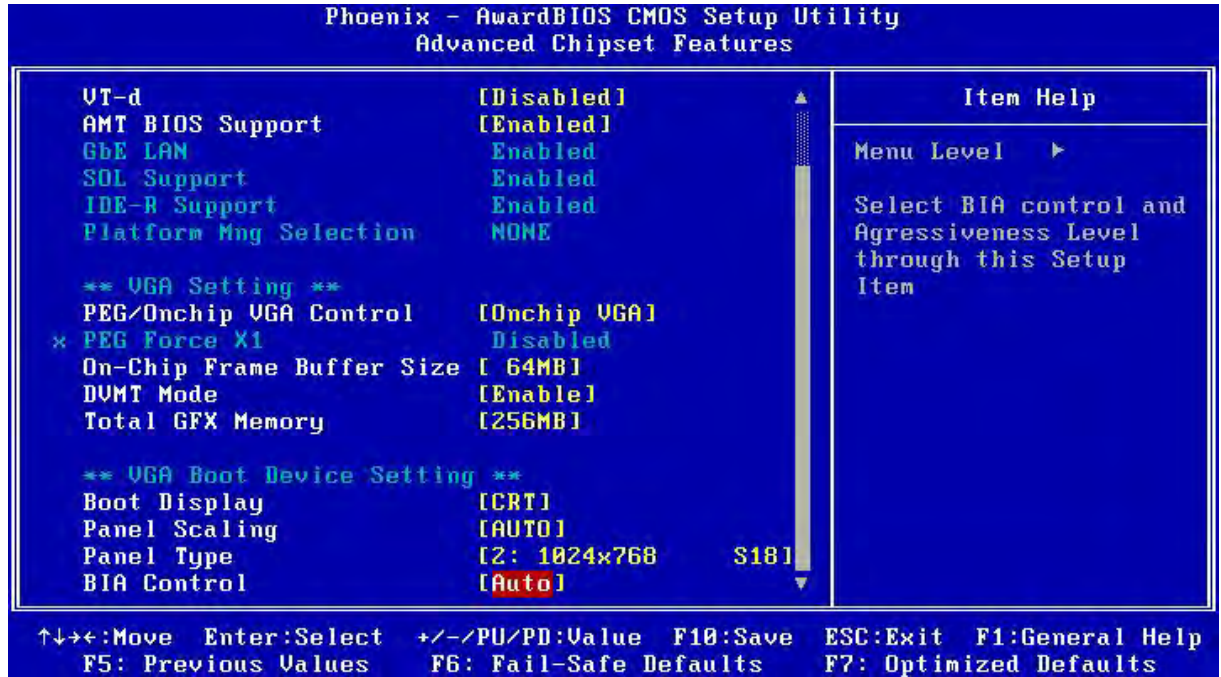 Phoenix - AwardBIOS CMOS Setup Utility
Advanced Chipset Features
VT-d [Disabled]
AMT BIOS Support [Enabled]
GbE LAN Enabled
SOL Support Enabled
IDE-R Support Enabled
Platform Mng Selection NONE
** VGA Setting **
PEG/Onchip VGA Control [Onchip VGA]
x PEG Force X1 Disabled
On-Chip Frame Buffer Size [ 64MB]
DVMT Mode [Enable]
Total GFX Memory [256MB]
** VGA Boot Device Setting **
Boot Display [CRT]
Panel Scaling [AUTO]
Panel Type [2: 1024x768 S18]
BIA Control [Auto]
Item Help
Menu Level ►
Select BIA control and
Agressiveness Level
through this Setup
Item
↑↓→←:Move Enter:Select +/-/PU/PD:Value F10:Save ESC:Exit F1:General Help
F5: Previous Values F6: Fail-Safe Defaults F7: Optimized Defaults